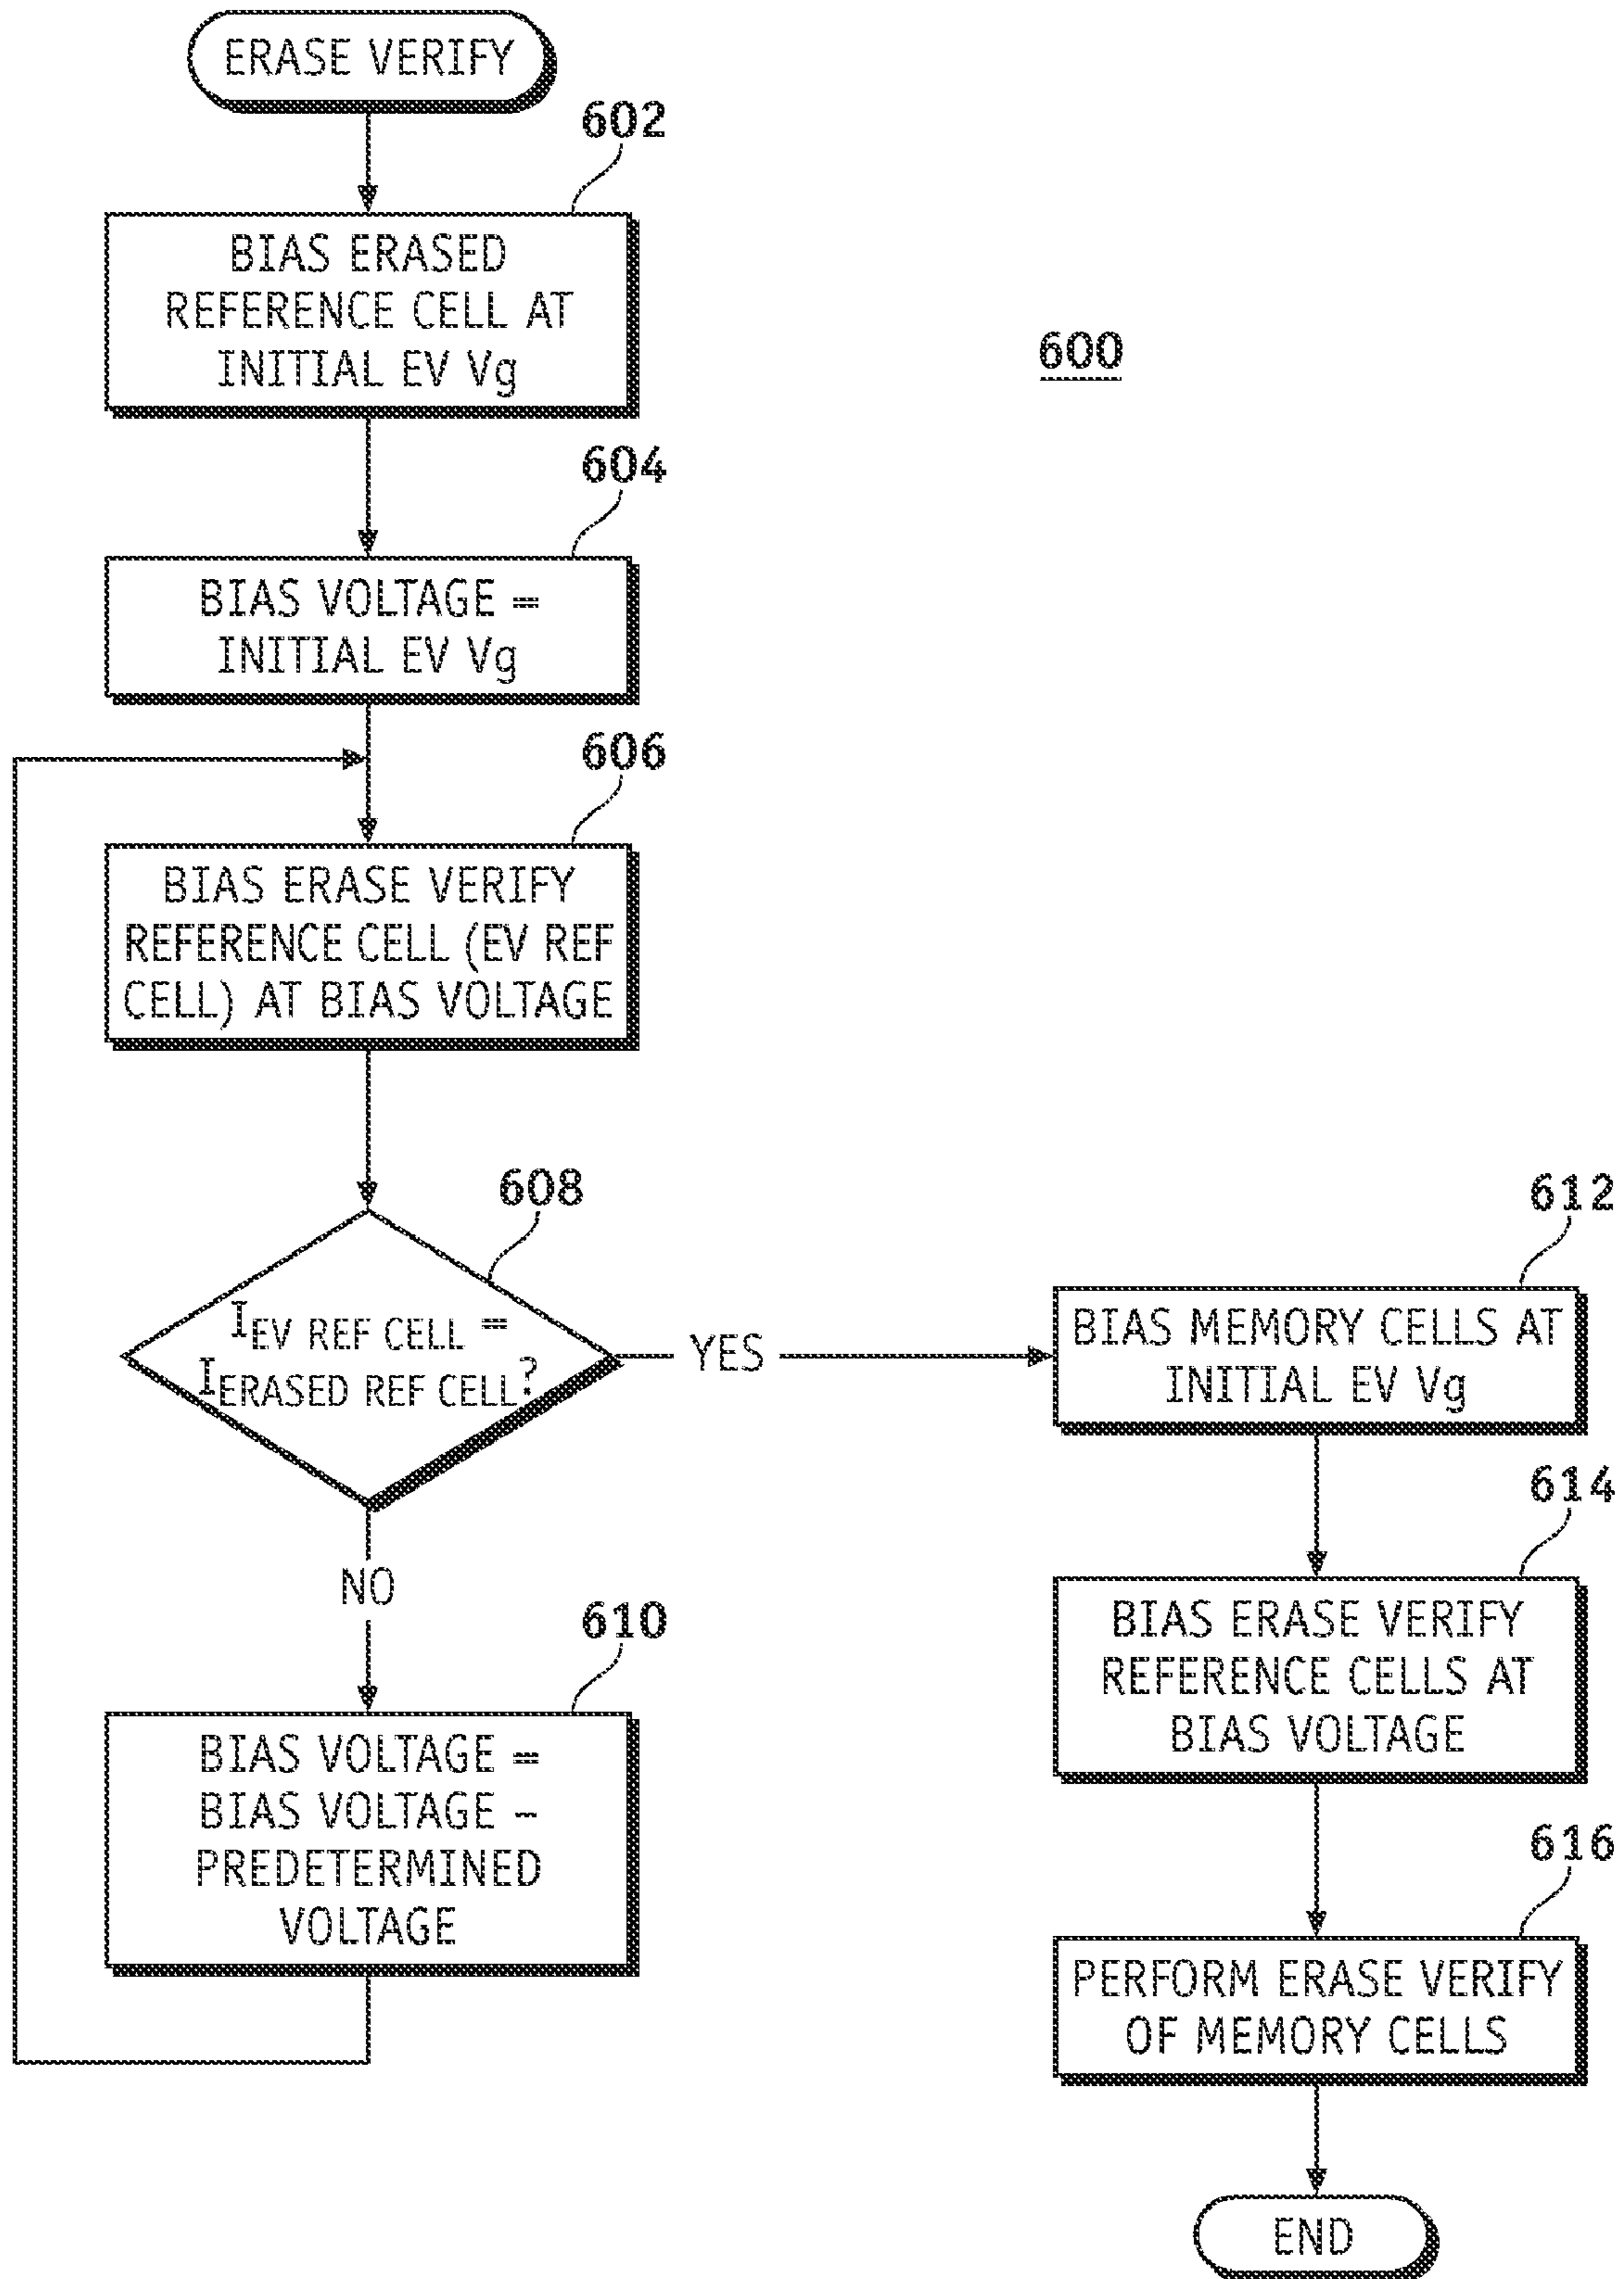 ERASE VERIFY
602
BIAS ERASED
REFERENCE CELL AT
INITIAL EV Vg
600
604
BIAS VOLTAGE =
INITIAL EV Vg
606
BIAS ERASE VERIFY
REFERENCE CELL (EV REF
CELL) AT BIAS VOLTAGE
608
I EV REF CELL =
I ERASED REF CELL?
YES
NO
610
BIAS VOLTAGE =
BIAS VOLTAGE –
PREDETERMINED
VOLTAGE
612
BIAS MEMORY CELLS AT
INITIAL EV Vg
614
BIAS ERASE VERIFY
REFERENCE CELLS AT
BIAS VOLTAGE
616
PERFORM ERASE VERIFY
OF MEMORY CELLS
END